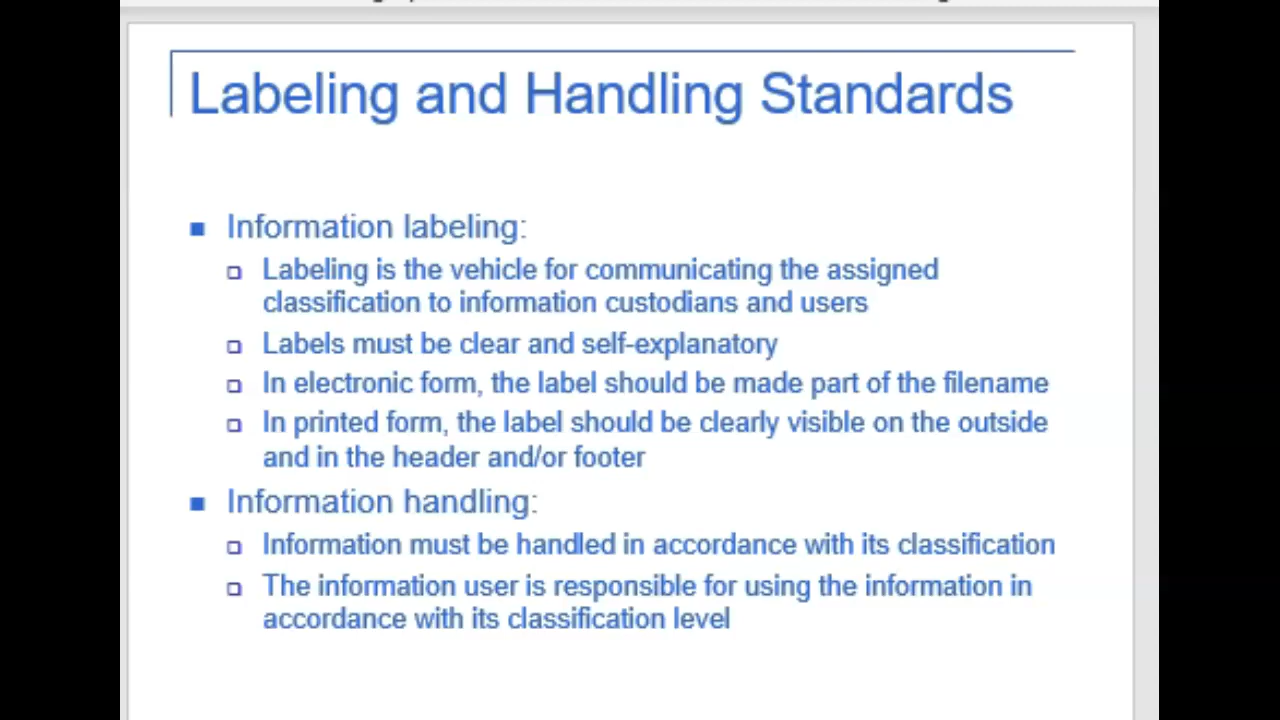 Labeling and Handling Standards
Information labeling:
Labeling is the vehicle for communicating the assigned
classification to information custodians and users
Labels must be clear and self-explanatory
In electronic form, the label should be made part of the filename
In printed form, the label should be clearly visible on the outside
and in the header and/or footer
Information handling:
Information must be handled in accordance with its classification
The information user is responsible for using the information in
accordance with its classification level